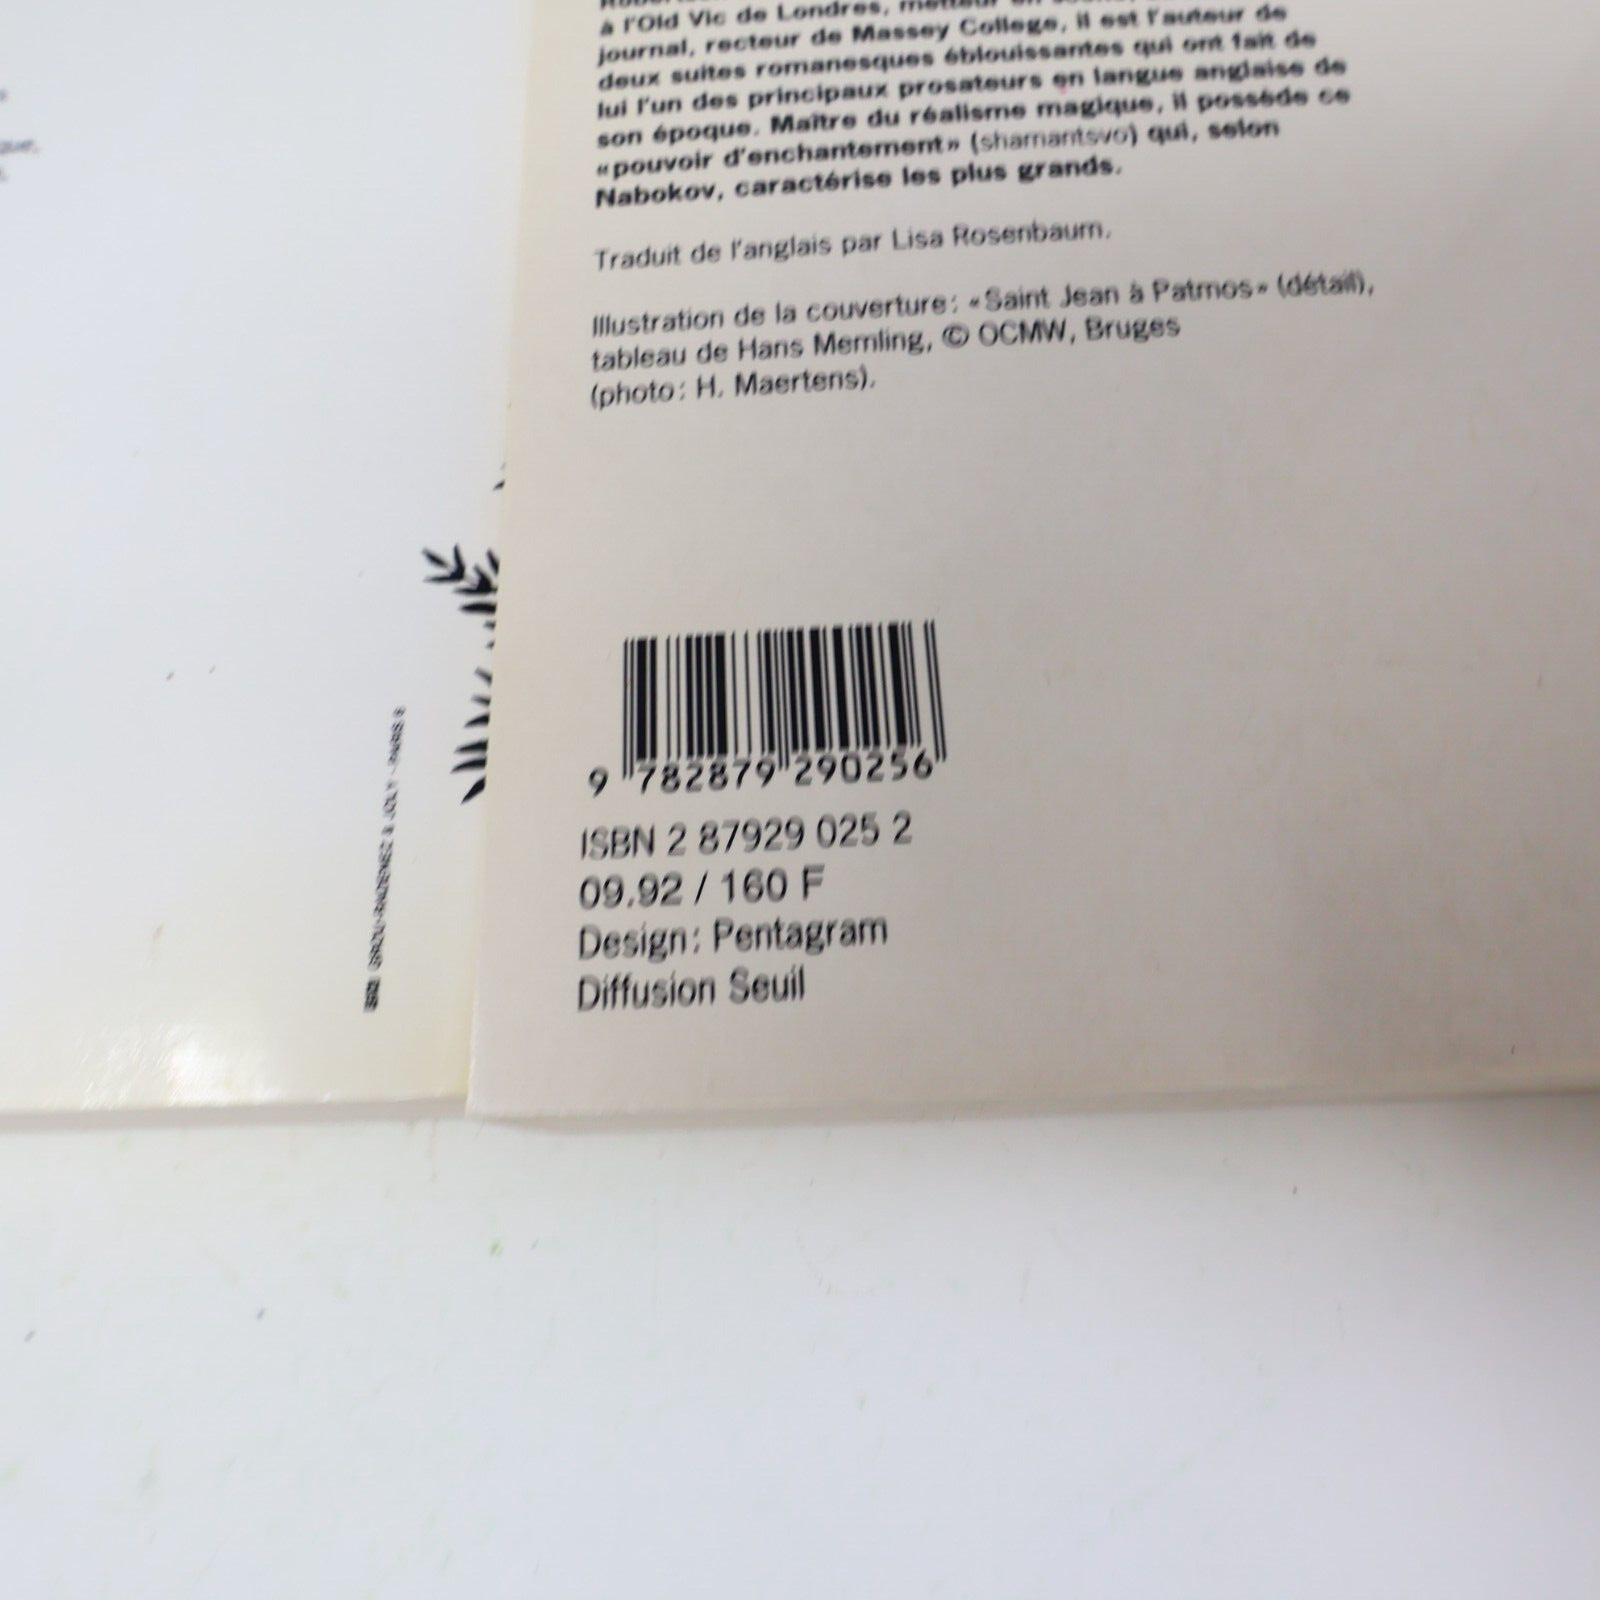 à l'Old Vic de Londres, metteur en scène,
journal, recteur de Massey College, il est l'auteur de
deux suites romanesques éblouissantes qui ont fait de
lui l'un des principaux prosateurs en langue anglaise de
son époque. Maître du réalisme magique, il possède ce
«pouvoir d'enchantement» (shamantsvo) qui, selon
Nabokov, caractérise les plus grands.
Traduit de l'anglais par Lisa Rosenbaum.
Illustration de la couverture: «Saint Jean à Patmos» (détail),
tableau de Hans Memling, © OCMW, Bruges
(photo: H. Maertens).
9 782879 290256
ISBN 2 87929 025 2
09.92 / 160 F
Design: Pentagram
Diffusion Seuil